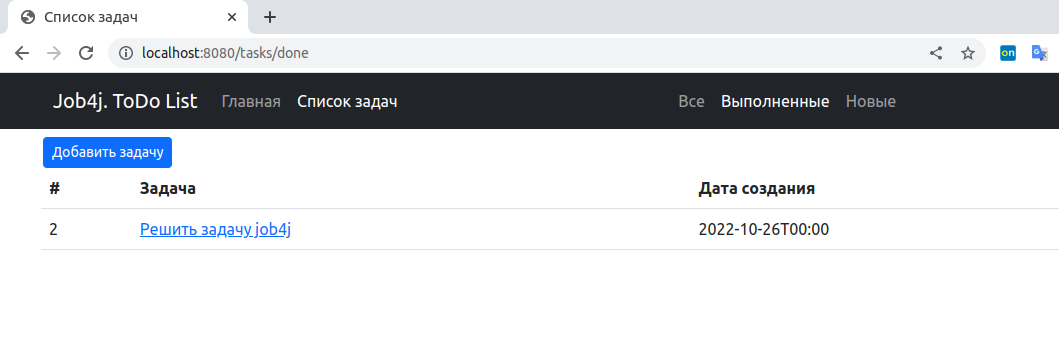 Список задач
localhost:8080/tasks/done
on
G
Job4j. ToDo List Главная Список задач Все Выполненные Новые
Добавить задачу
# Задача Дата создания
2 Решить задачу job4j 2022-10-26T00:00